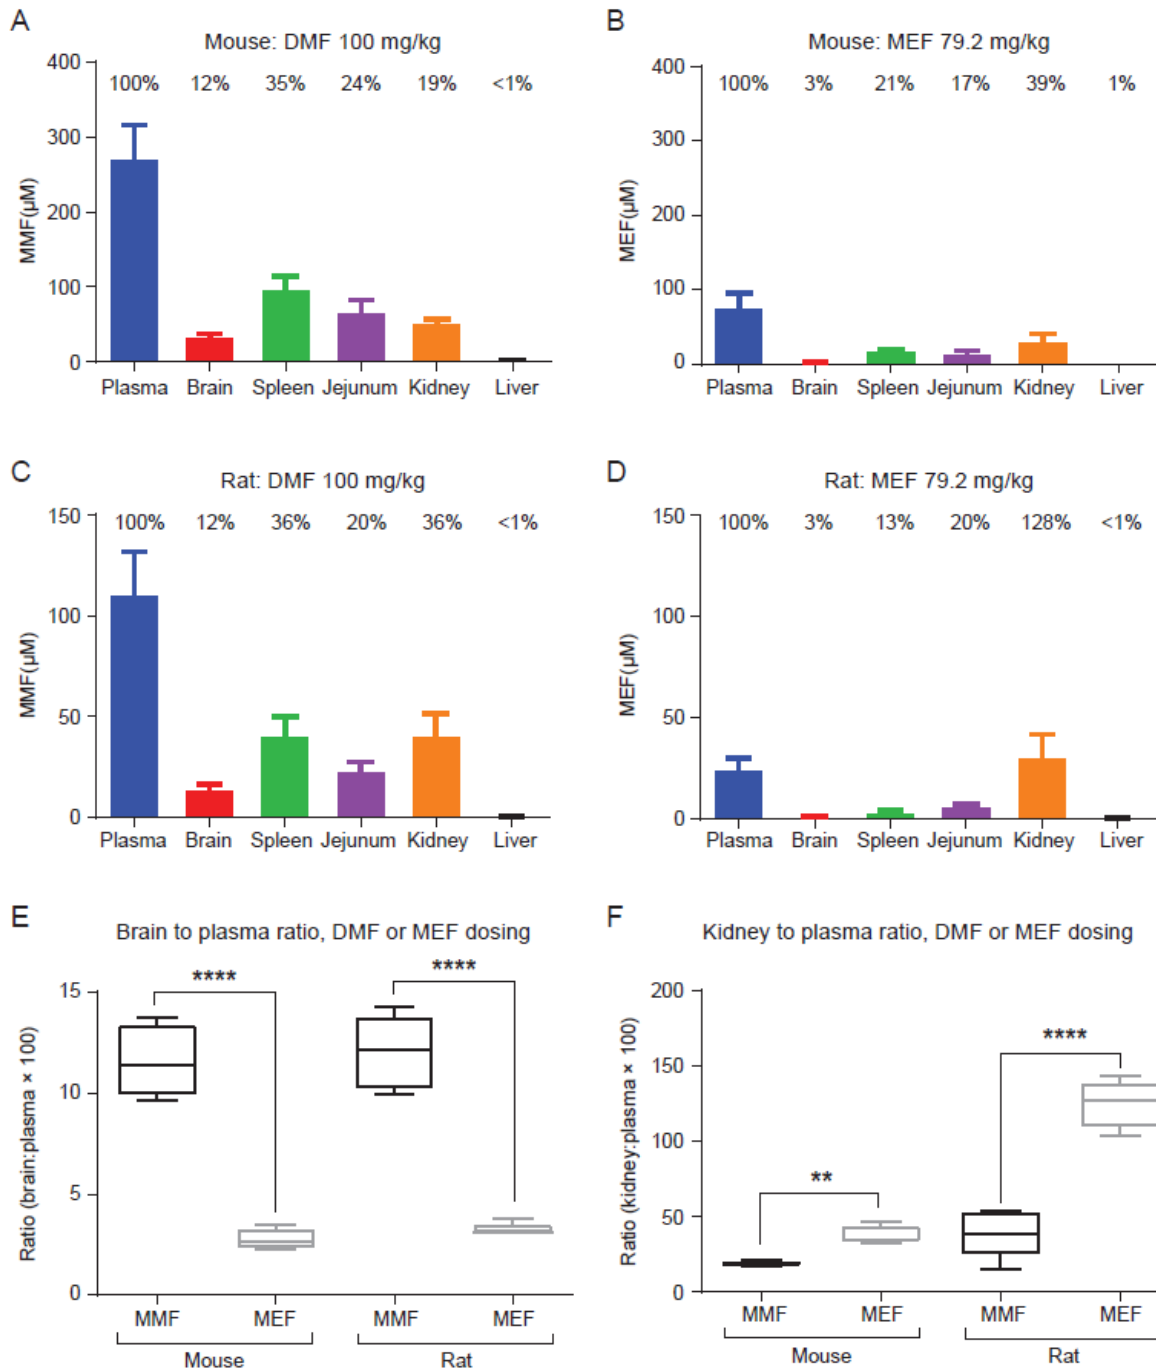 A
Mouse: DMF 100 mg/kg
400
300
200
100
0
MMF(µM)
100% 12% 35% 24% 19% <1%
Plasma Brain Spleen Jejunum Kidney Liver
B
Mouse: MEF 79.2 mg/kg
400
300
200
100
0
MEF(µM)
100% 3% 21% 17% 39% 1%
Plasma Brain Spleen Jejunum Kidney Liver
C
Rat: DMF 100 mg/kg
150
100
50
0
MMF(µM)
100% 12% 36% 20% 36% <1%
Plasma Brain Spleen Jejunum Kidney Liver
D
Rat: MEF 79.2 mg/kg
150
100
50
0
MEF(µM)
100% 3% 13% 20% 128% <1%
Plasma Brain Spleen Jejunum Kidney Liver
E
Brain to plasma ratio, DMF or MEF dosing
15
10
5
0
Ratio (brain:plasma × 100)
**** ****
MMF MEF MMF MEF
Mouse Rat
F
Kidney to plasma ratio, DMF or MEF dosing
200
150
100
50
0
Ratio (kidney:plasma × 100)
** ****
MMF MEF MMF MEF
Mouse Rat